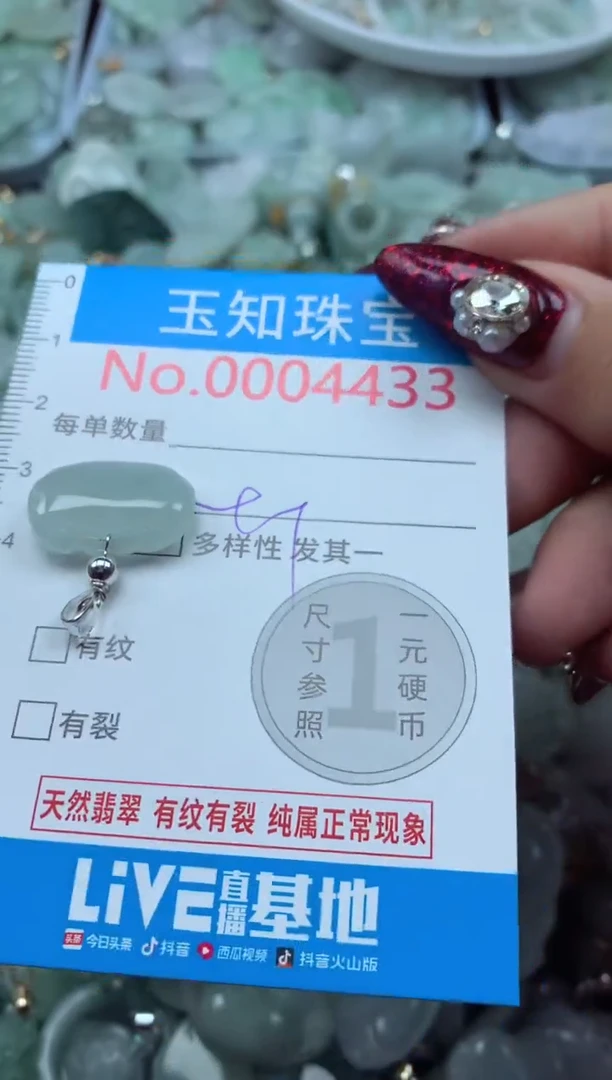 0
玉知珠宝
1
No.0004433
2
每单数量
3
4
多样性 发其一
尺寸参照
1
一元硬币
有纹
有裂
天然翡翠 有纹有裂 纯属正常现象
LiVE直播基地
头条 今日头条 抖音 西瓜视频 抖音火山版